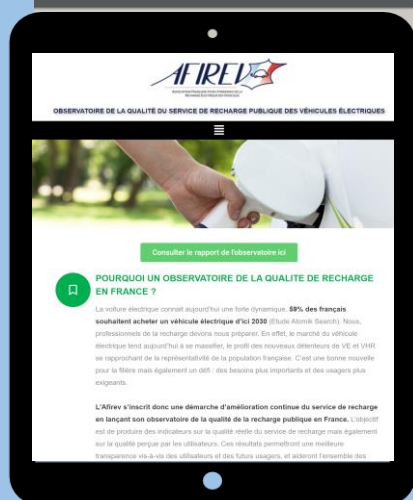 AFIREV
OBSERVATOIRE DE LA QUALITÉ DU SERVICE DE RECHARGE PUBLIQUE DES VÉHICULES ÉLECTRIQUES
Consulter le rapport de l'observatoire ici
POURQUOI UN OBSERVATOIRE DE LA QUALITE DE RECHARGE
EN FRANCE ?
La voiture électrique connait aujourd'hui une forte dynamique. 59% des français
souhaitent acheter un véhicule électrique d'ici 2030 (Etude Atomik Search). Nous,
professionnels de la recharge devons nous préparer. En effet, le marché du véhicule
électrique tend aujourd'hui à se massifier, le profil des nouveaux détenteurs de VE et VHR
se rapprochant de la représentativité de la population française. C'est une bonne nouvelle
pour la filière mais également un défi : des besoins plus importants et des usagers plus
exigeants.
L'Afirev s'inscrit donc une démarche d'amélioration continue du service de recharge
en lançant son observatoire de la qualité de la recharge publique en France. L'objectif
est de produire des indicateurs sur la qualité réelle du service de recharge mais également
sur la qualité perçue par les utilisateurs. Ces résultats permettront une meilleure
transparence vis-à-vis des utilisateurs et des futurs usagers, et aideront l'ensemble des